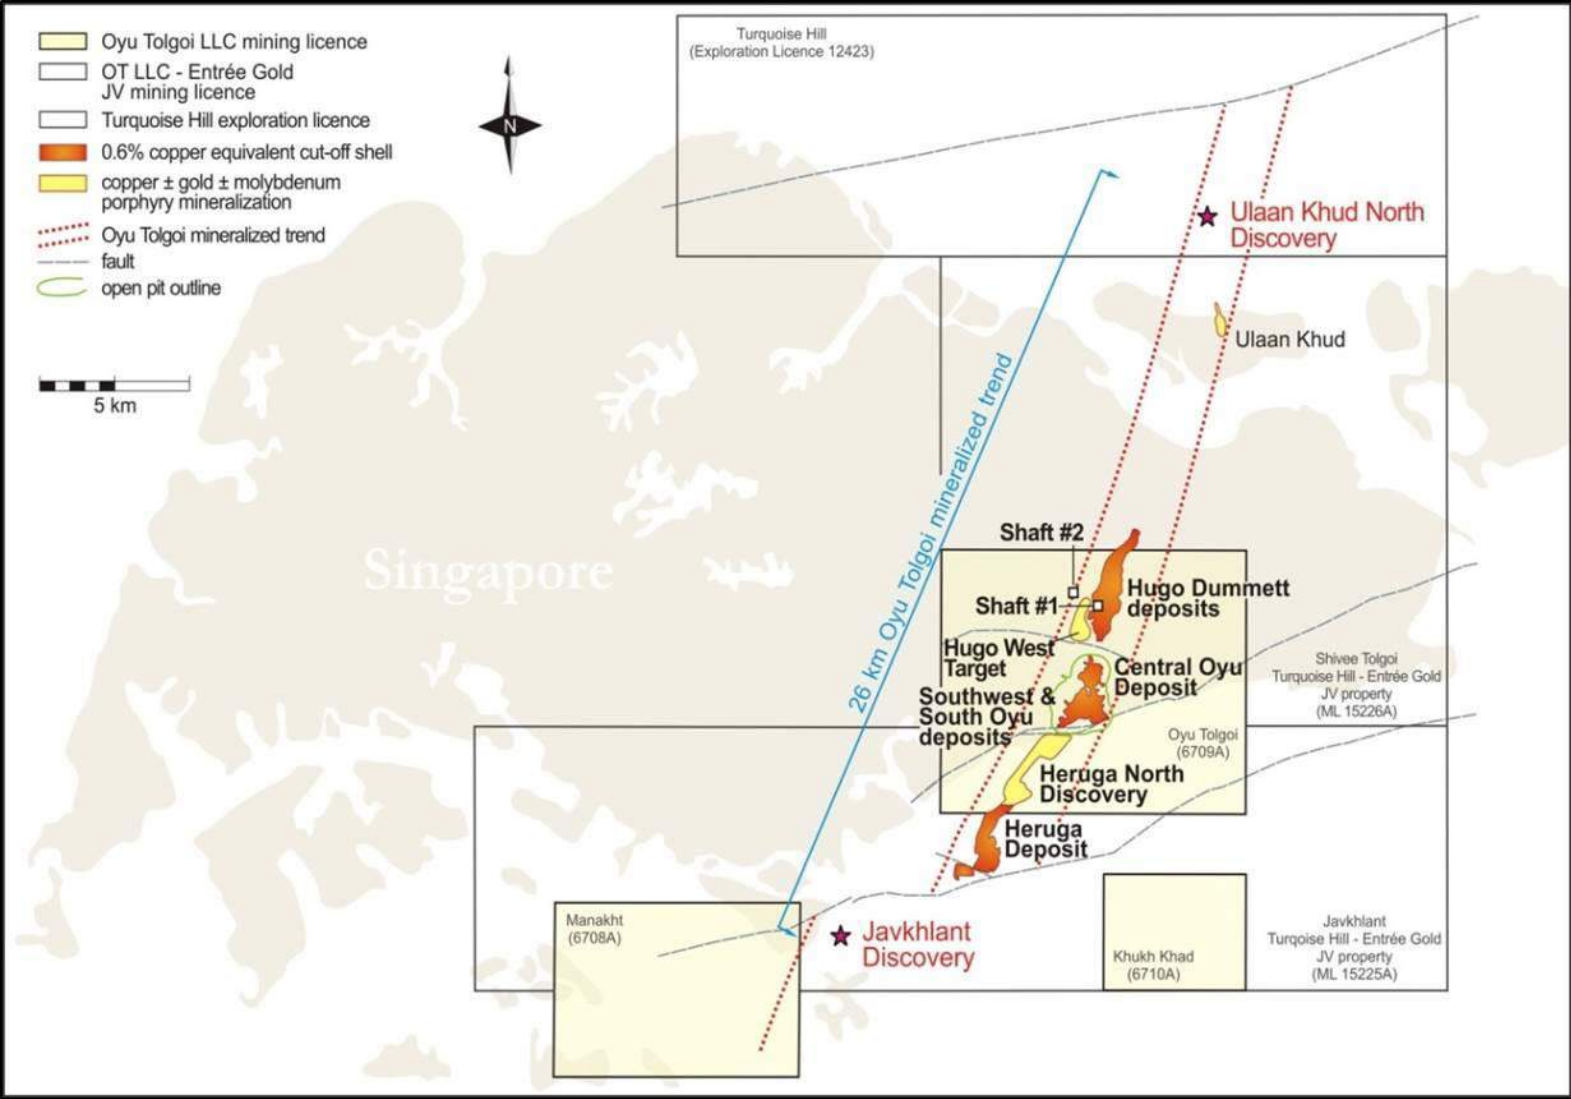 Oyu Tolgoi LLC mining licence
OT LLC - Entrée Gold
JV mining licence
Turquoise Hill exploration licence
0.6% copper equivalent cut-off shell
copper ± gold ± molybdenum
porphyry mineralization
Oyu Tolgoi mineralized trend
fault
open pit outline
5 km
N
Turquoise Hill
(Exploration Licence 12423)
Ulaan Khud North
Discovery
Ulaan Khud
26 km Oyu Tolgoi mineralized trend
Singapore
Shaft #2
Shaft #1
Hugo Dummett
deposits
Hugo West
Target
Central Oyu
Deposit
Southwest &
South Oyu
deposits
Shivee Tolgoi
Turquoise Hill - Entrée Gold
JV property
(ML 15226A)
Oyu Tolgoi
(6709A)
Heruga North
Discovery
Heruga
Deposit
Manakht
(6708A)
Javkhlant
Discovery
Khukh Khad
(6710A)
Javkhlant
Turqoise Hill - Entrée Gold
JV property
(ML 15225A)